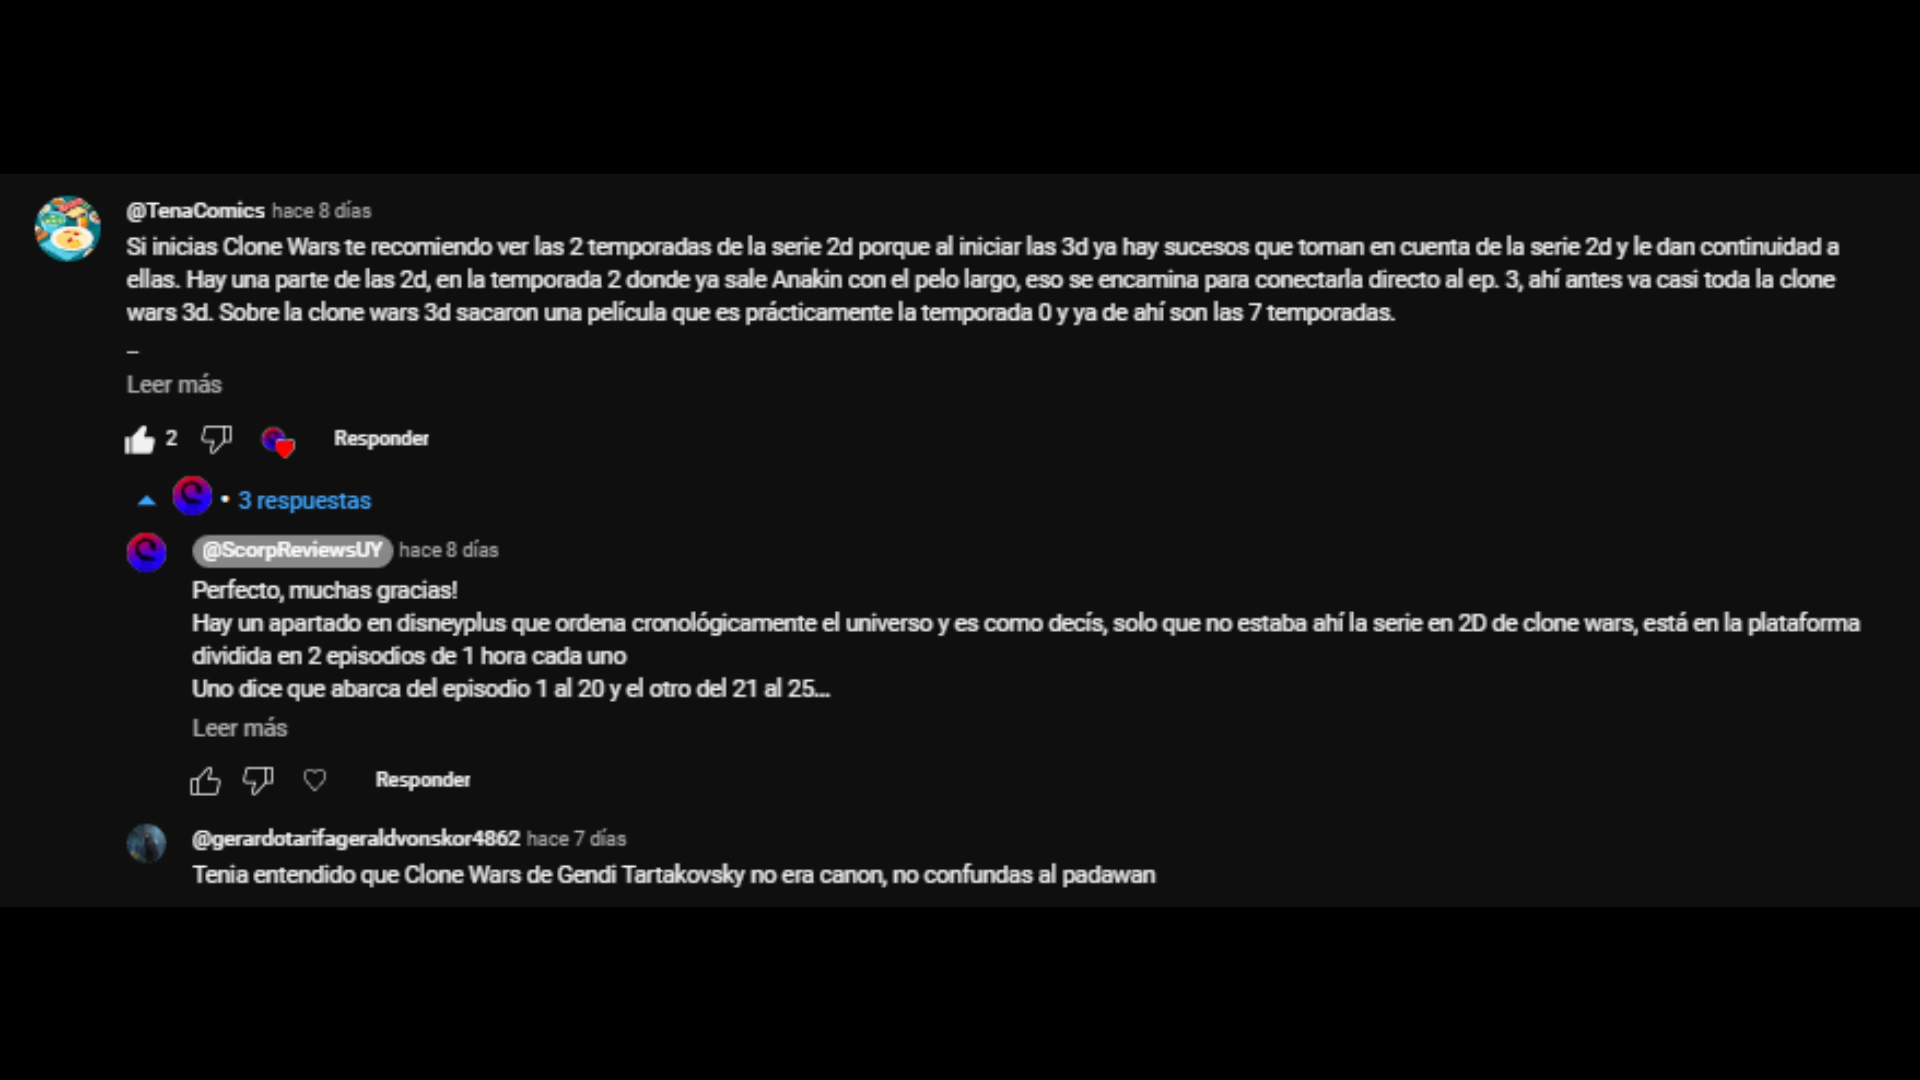 @TenaComics hace 8 días
Si inicias Clone Wars te recomiendo ver las 2 temporadas de la serie 2d porque al iniciar las 3d ya hay sucesos que toman en cuenta de la serie 2d y le dan continuidad a
ellas. Hay una parte de las 2d, en la temporada 2 donde ya sale Anakin con el pelo largo, eso se encamina para conectarla directo al ep. 3, ahí antes va casi toda la clone
wars 3d. Sobre la clone wars 3d sacaron una película que es prácticamente la temporada 0 y ya de ahí son las 7 temporadas.
_
Leer más
2 Responder
• 3 respuestas
@ScorpReviewsUY hace 8 días
Perfecto, muchas gracias!
Hay un apartado en disneyplus que ordena cronológicamente el universo y es como decís, solo que no estaba ahí la serie en 2D de clone wars, está en la plataforma
dividida en 2 episodios de 1 hora cada uno
Uno dice que abarca del episodio 1 al 20 y el otro del 21 al 25...
Leer más
Responder
@gerardotarifageraldvonskor4862 hace 7 días
Tenia entendido que Clone Wars de Gendi Tartakovsky no era canon, no confundas al padawan